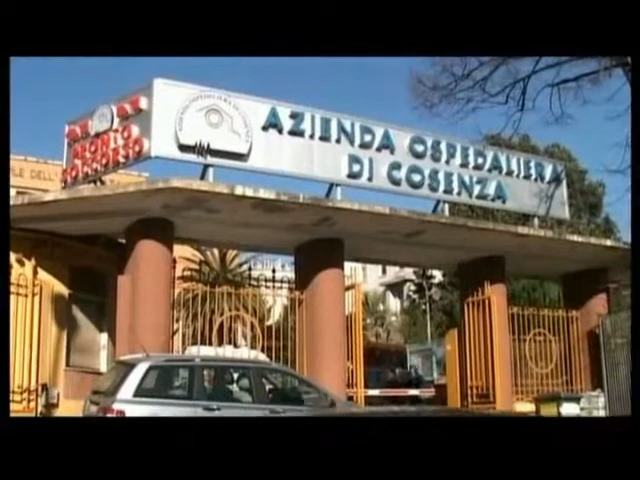 PRONTO
SOCCORSO
AZIENDA OSPEDALIERA
DI COSENZA